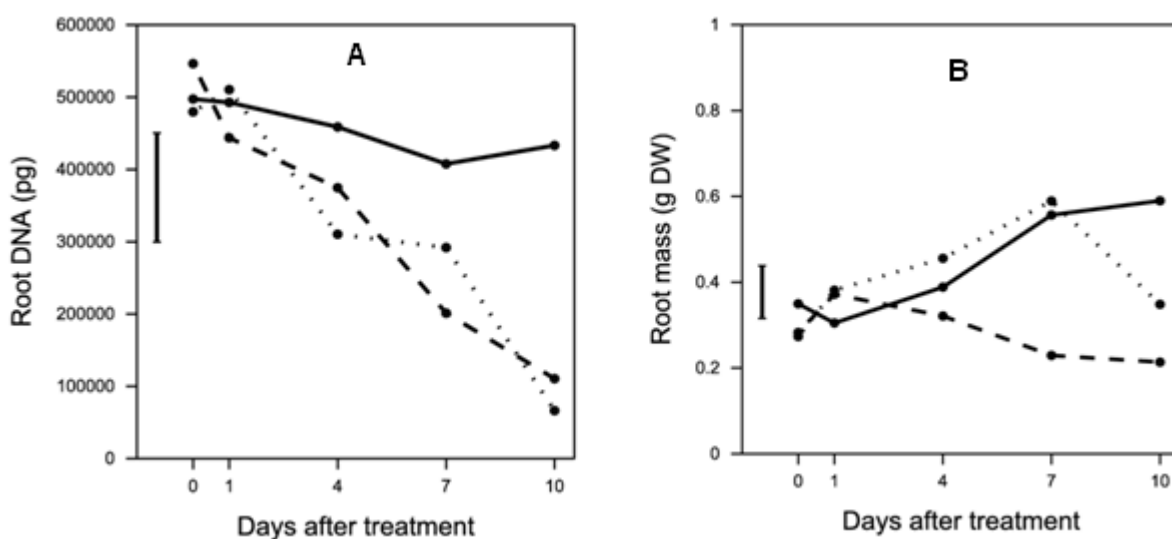 A
Root DNA (pg)
600000
500000
400000
300000
200000
100000
0
0 1 4 7 10
Days after treatment
B
Root mass (g DW)
1
0.8
0.6
0.4
0.2
0
0 1 4 7 10
Days after treatment